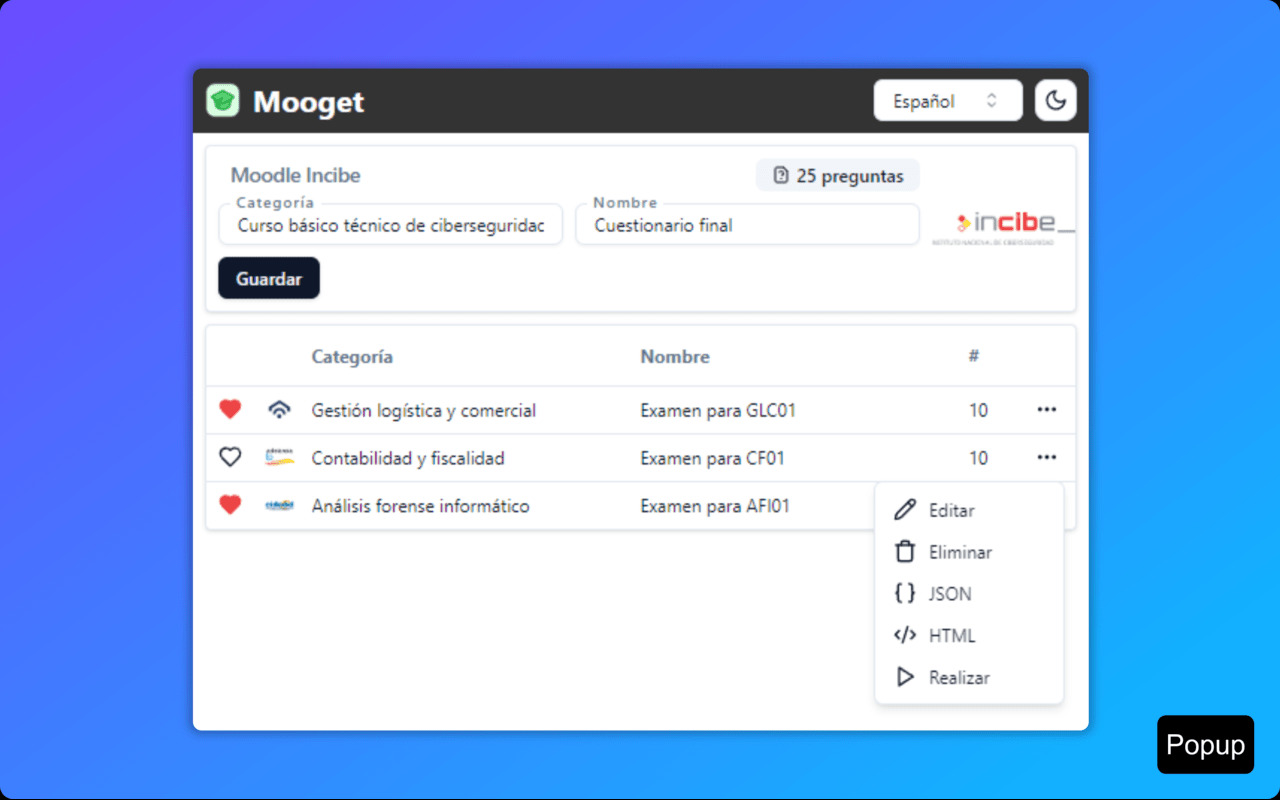 Mooget
Español
Moodle Incibe
25 preguntas
Categoría
Nombre
Curso básico técnico de ciberseguridac
Cuestionario final
incibe_
INSTITUTO NACIONAL DE CIBERSEGURIDAD
Guardar
Categoría Nombre #
Gestión logística y comercial Examen para GLC01 10
Contabilidad y fiscalidad Examen para CF01 10
Análisis forense informático Examen para AFI01
Editar
Eliminar
JSON
HTML
Realizar
Popup